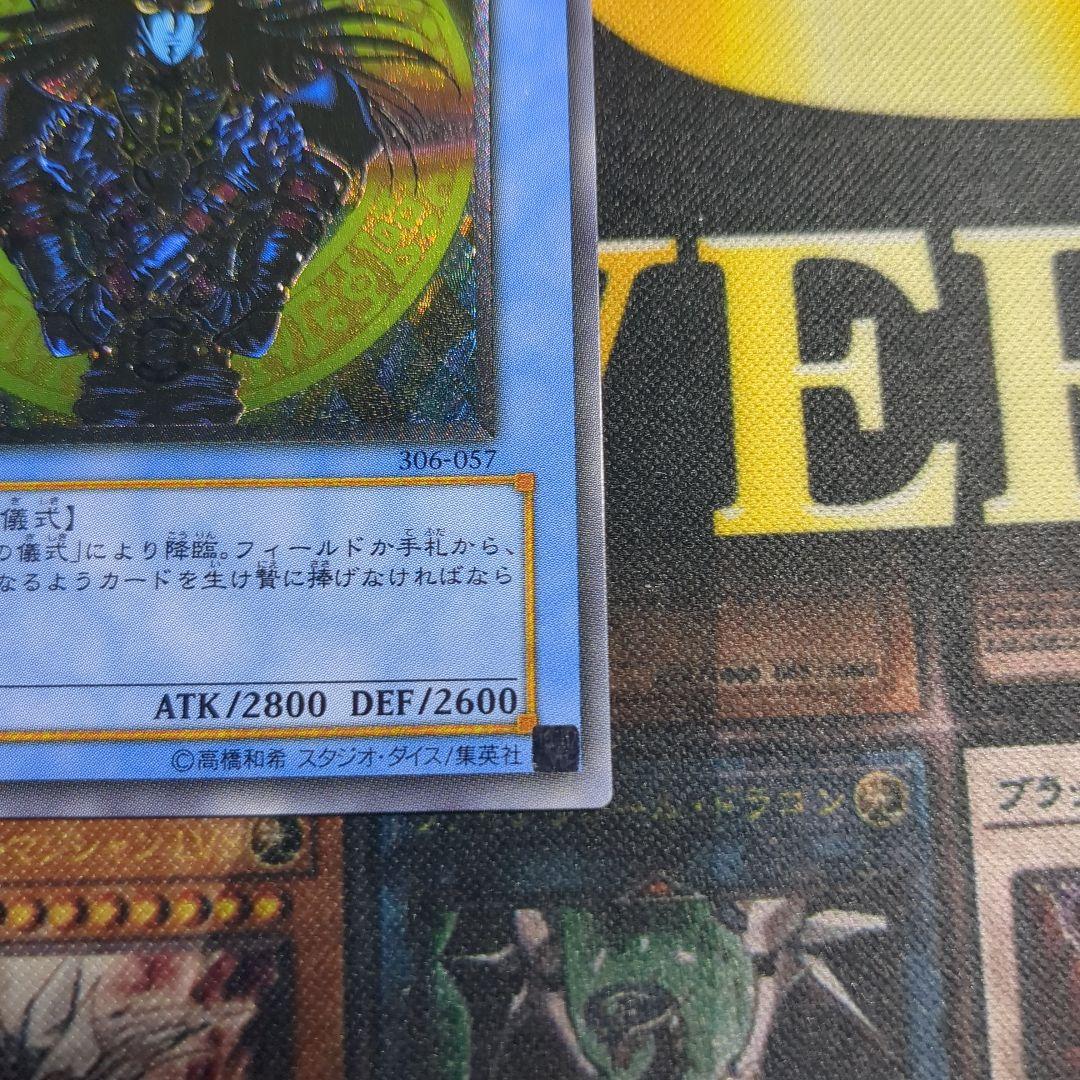 306-057
儀式】
の儀式」により降臨。フィールドか手札から、
なるようカードを生け贄に捧げなければなら
ATK/2800 DEF/2600
©高橋和希 スタジオ・ダイス/集英社
VER
ブラ